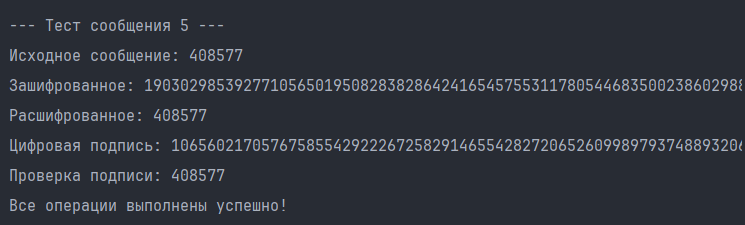 --- Тест сообщения 5 ---
Исходное сообщение: 408577
Зашифрованное: 1903029853927710565019508283828642416545755311780544683500238602988
Расшифрованное: 408577
Цифровая подпись: 1065602170576758554292226725829146554282720652609989793748893206
Проверка подписи: 408577
Все операции выполнены успешно!